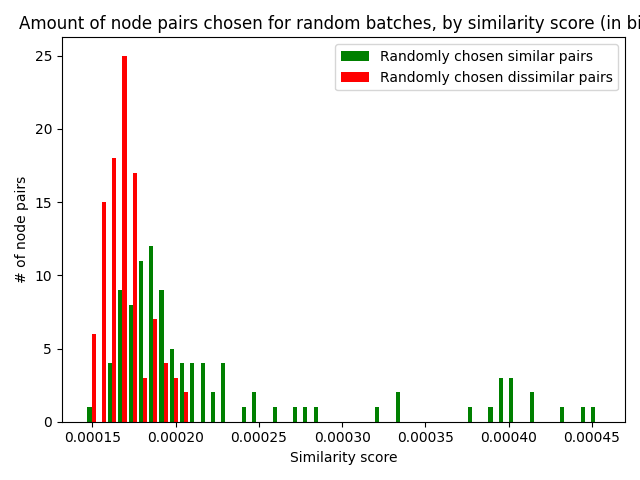 Amount of node pairs chosen for random batches, by similarity score (in bi
Randomly chosen similar pairs
Randomly chosen dissimilar pairs
# of node pairs
25
20
15
10
5
0
0.00015 0.00020 0.00025 0.00030 0.00035 0.00040 0.00045
Similarity score